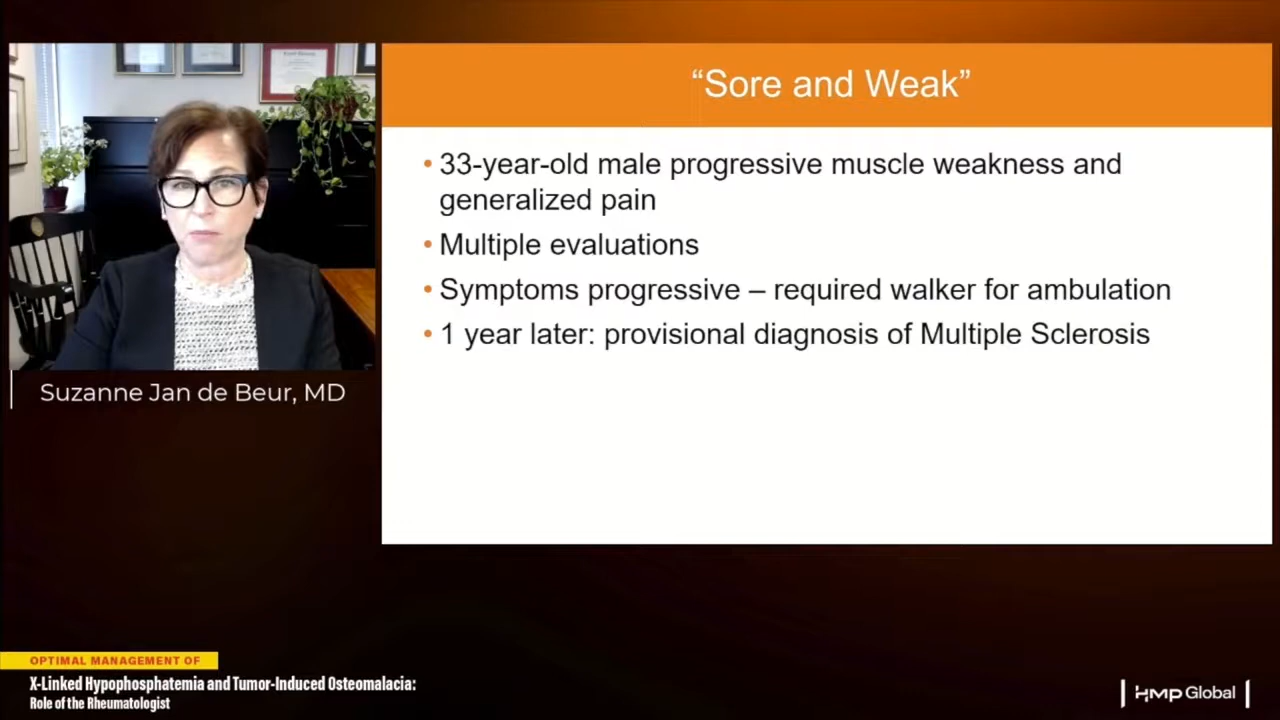 “Sore and Weak”
• 33-year-old male progressive muscle weakness and
generalized pain
• Multiple evaluations
• Symptoms progressive – required walker for ambulation
• 1 year later: provisional diagnosis of Multiple Sclerosis
Suzanne Jan de Beur, MD
OPTIMAL MANAGEMENT OF
X-Linked Hypophosphatemia and Tumor-Induced Osteomalacia:
Role of the Rheumatologist
HMP Global